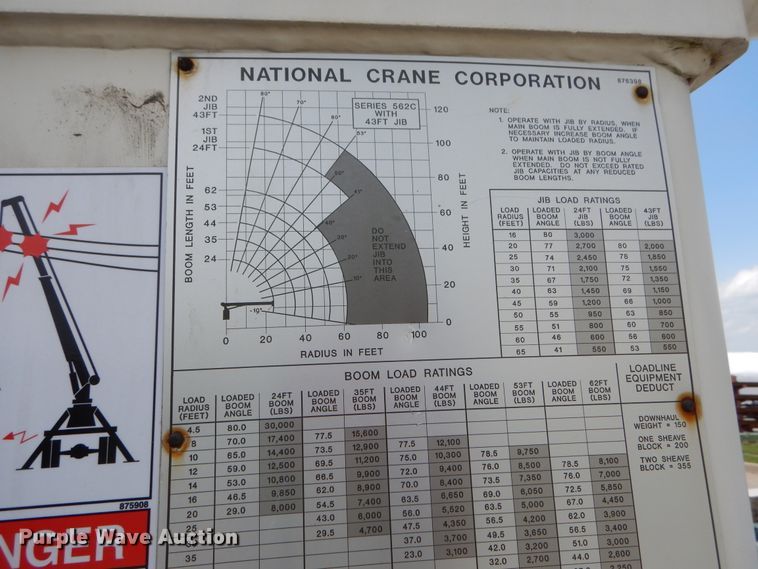 NATIONAL CRANE CORPORATION
875398
2ND JIB 43FT
1ST JIB 24FT
62
53
44
35
24
BOOM LENGTH IN FEET
80°
70°
60°
53°
50°
41°
40°
30°
20°
10°
-10°
SERIES 562C
WITH
43FT JIB
DO
NOT
EXTEND
JIB
INTO
THIS
AREA
120
100
80
60
40
20
0
HEIGHT IN FEET
0 20 40 60 80 100
RADIUS IN FEET
NOTE:
1. OPERATE WITH JIB BY RADIUS, WHEN
MAIN BOOM IS FULLY EXTENDED. IF
NECESSARY INCREASE BOOM ANGLE
TO MAINTAIN LOADED RADIUS.
2. OPERATE WITH JIB BY BOOM ANGLE
WHEN MAIN BOOM IS NOT FULLY
EXTENDED. DO NOT EXCEED RATED
JIB CAPACITIES AT ANY REDUCED
BOOM LENGTHS.
JIB LOAD RATINGS
LOAD RADIUS (FEET) LOADED BOOM ANGLE 24FT JIB (LBS) LOADED BOOM ANGLE 43FT JIB (LBS)
16 80 3,000
20 77 2,700 80 2,000
25 74 2,450 78 1,850
30 71 2,100 75 1,550
35 67 1,750 72 1,350
40 63 1,450 69 1,150
45 59 1,200 66 1,000
50 55 950 63 850
55 51 800 60 700
60 46 600 56 600
65 41 550 53 550
BOOM LOAD RATINGS
LOAD RADIUS (FEET) LOADED BOOM ANGLE 24FT BOOM (LBS) LOADED BOOM ANGLE 35FT BOOM (LBS) LOADED BOOM ANGLE 44FT BOOM (LBS) LOADED BOOM ANGLE 53FT BOOM (LBS) LOADED BOOM ANGLE 62FT BOOM (LBS)
LOADLINE
EQUIPMENT
DEDUCT
DOWNHAUL
WEIGHT = 150
ONE SHEAVE
BLOCK = 200
TWO SHEAVE
BLOCK = 355
4.5 80.0 30,000
8 70.0 17,400 77.5 15,600
10 65.0 14,400 73.5 12,900 77.5 12,100
12 59.0 12,500 69.5 11,200 75.0 10,300 78.5 9,750
14 53.0 10,800 66.5 9,900 72.0 9,400 76.0 8,500 78.5 8,100
16 46.5 9,850 62.0 8,900 70.0 8,400 73.5 7,350 76.0 7,000
20 29.0 8,000 54.5 7,400 63.5 6,650 69.0 6,050 72.5 5,850
25 43.0 6,000 56.0 5,520 63.5 5,000 67.0 4,450
29.5 4,700 47.5 4,350 56.5 4,200 62.0 3,900
35 37.0 3,700 49.5 3,650 56.5 3,400
23.0 3,100 42.0 3,200 51.0 3,000
32.0 2,700 44.0 2,600
875908
NGER
Purple Wave Auction